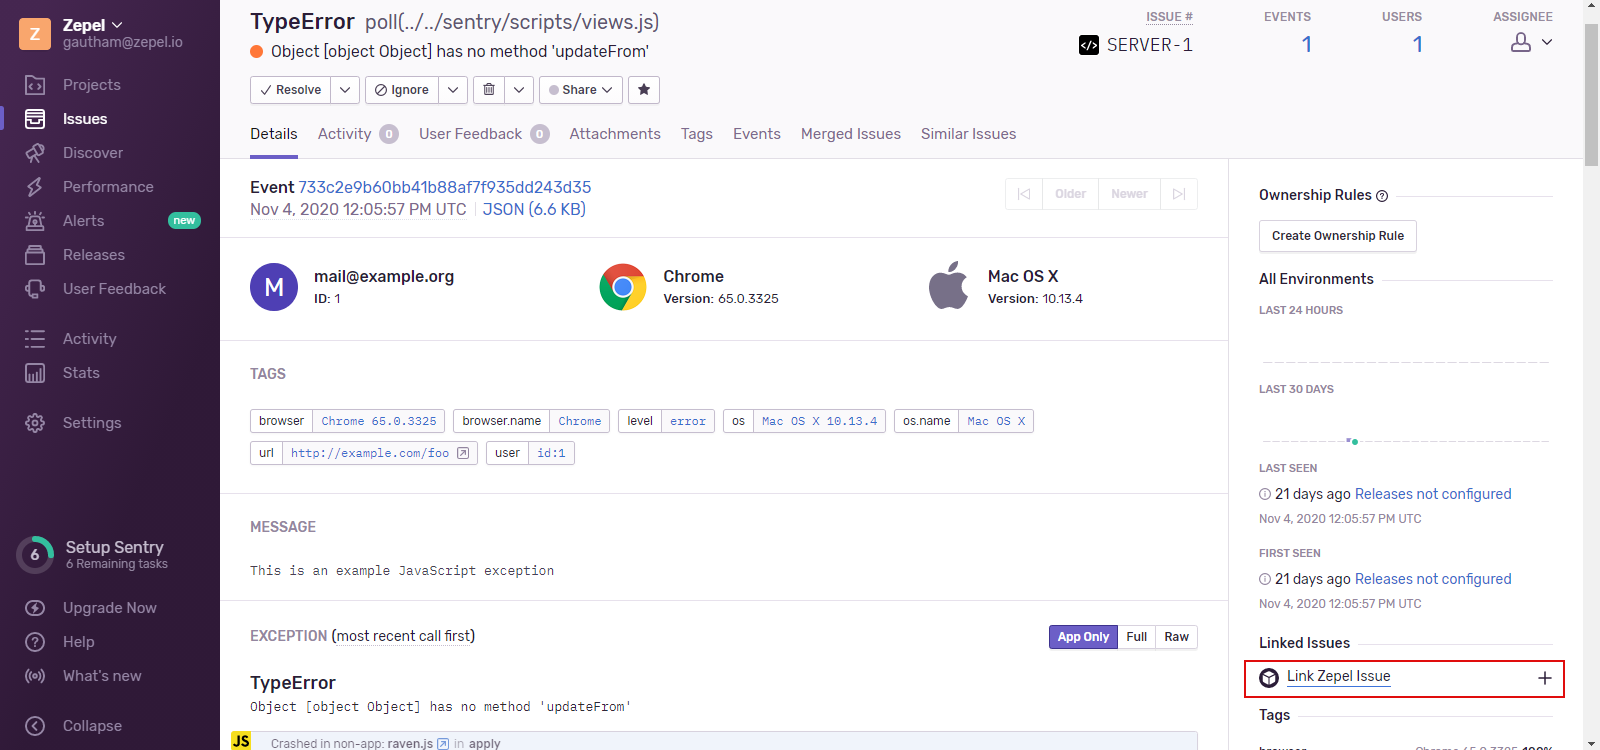 Z
Zepel
gautham@zepel.io
Projects
Issues
Discover
Performance
Alerts new
Releases
User Feedback
Activity
Stats
Settings
6
Setup Sentry
6 Remaining tasks
Upgrade Now
Help
What's new
Collapse
TypeError poll(../../sentry/scripts/views.js)
Object [object Object] has no method 'updateFrom'
ISSUE # EVENTS USERS ASSIGNEE
SERVER-1 1 1
Resolve Ignore Share
Details Activity 0 User Feedback 0 Attachments Tags Events Merged Issues Similar Issues
Event 733c2e9b60bb41b88af7f935dd243d35
Nov 4, 2020 12:05:57 PM UTC JSON (6.6 KB)
Older Newer
M
mail@example.org
ID: 1
Chrome
Version: 65.0.3325
Mac OS X
Version: 10.13.4
TAGS
browser Chrome 65.0.3325 browser.name Chrome level error os Mac OS X 10.13.4 os.name Mac OS X
url http://example.com/foo user id:1
MESSAGE
This is an example JavaScript exception
EXCEPTION (most recent call first)
App Only Full Raw
TypeError
Object [object Object] has no method 'updateFrom'
JS
Crashed in non-app: raven.js in apply
Ownership Rules
Create Ownership Rule
All Environments
LAST 24 HOURS
LAST 30 DAYS
LAST SEEN
21 days ago Releases not configured
Nov 4, 2020 12:05:57 PM UTC
FIRST SEEN
21 days ago Releases not configured
Nov 4, 2020 12:05:57 PM UTC
Linked Issues
Link Zepel Issue
Tags
browser Chrome 65.0.3325 100%